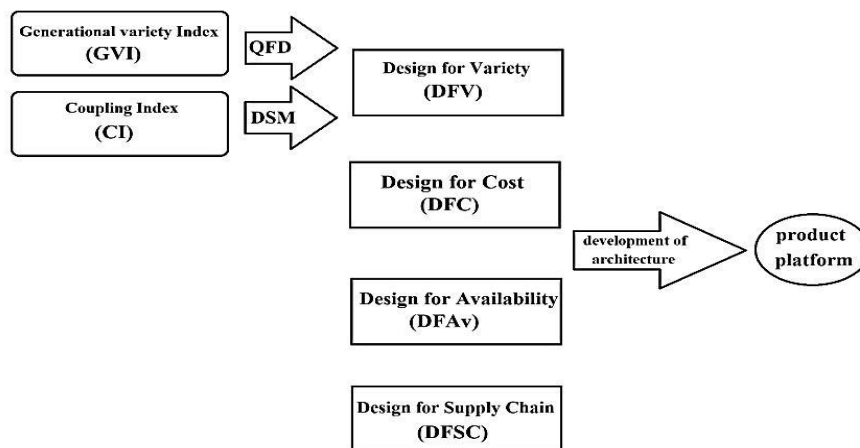 Generational variety Index
(GVI)
QFD
Coupling Index
(CI)
DSM
Design for Variety
(DFV)
Design for Cost
(DFC)
Design for Availability
(DFAv)
Design for Supply Chain
(DFSC)
development of
architecture
product
platform